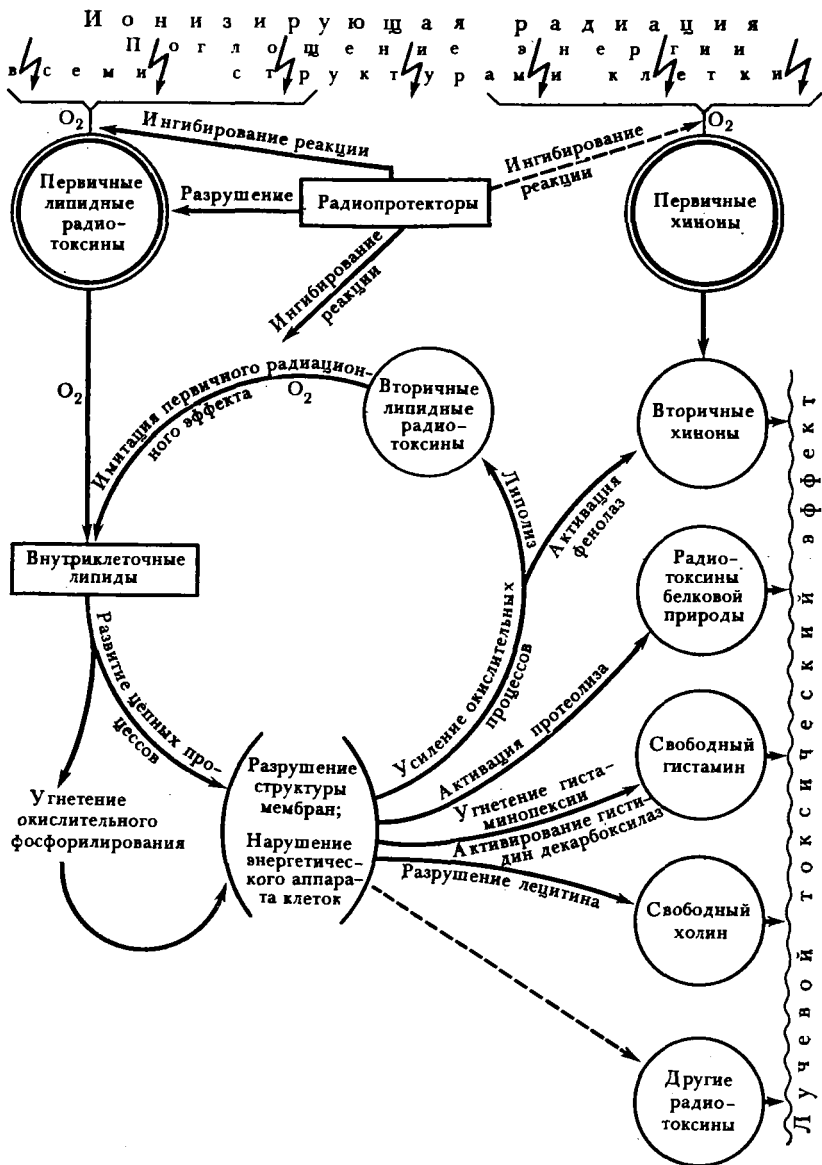 Ионизирующая радиация
Поглощение энергии
всеми структурами клетки
O₂
O₂
Ингибирование реакции
Ингибирование
реакции
Первичные
липидные
радио-
токсины
Разрушение
Радиопротекторы
Первичные
хиноны
Ингибирование
реакции
O₂
Имитация первичного радиацион-
ного эффекта
O₂
Вторичные
липидные
радио-
токсины
Вторичные
хиноны
Липолиз
Активация
фенолаз
Внутриклеточные
липиды
Радио-
токсины
белковой
природы
Развитие цепных про-
цессов
Усиление окислительных
процессов
Активация протеолиза
Угнетение
окислительного
фосфорилирования
Разрушение
структуры
мембран;
Нарушение
энергетичес-
кого аппара-
та клеток
Угнетение гиста-
минопексии
Активирование гисти-
дин декарбоксилаз
Свободный
гистамин
Разрушение лецитина
Свободный
холин
Другие
радио-
токсины
Лучевой токсический эффект